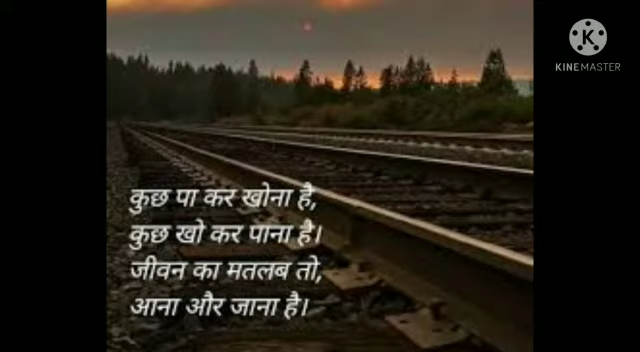 KINEMASTER
कुछ पा कर खोना है,
कुछ खो कर पाना है।
जीवन का मतलब तो,
आना और जाना है।